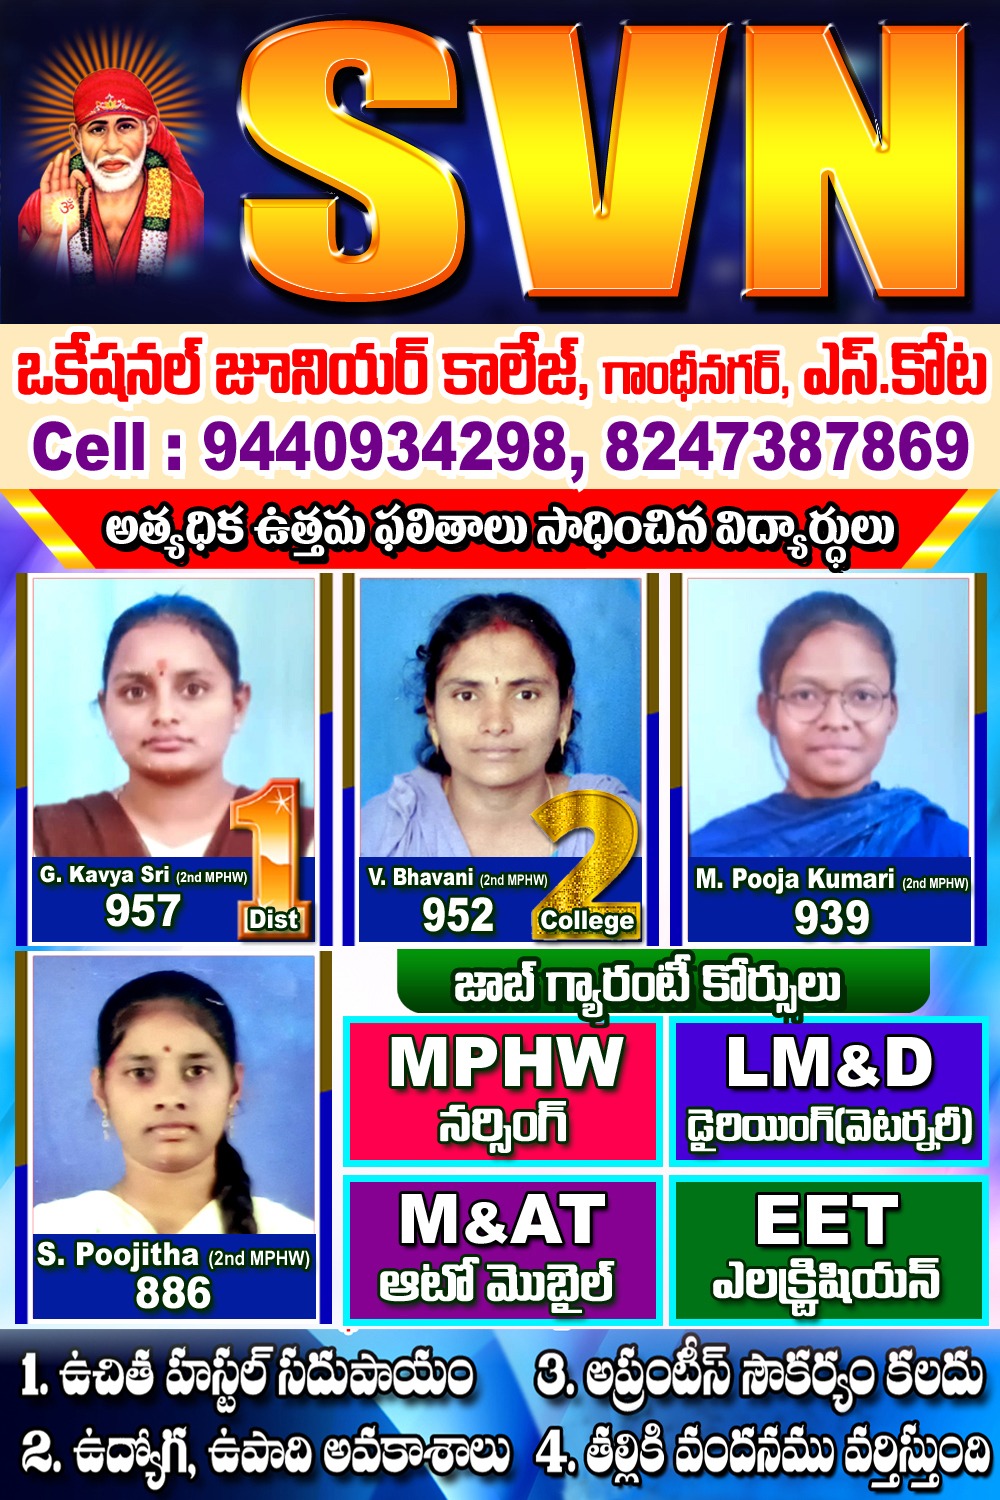 SVN
ఒకేషనల్ జూనియర్ కాలేజ్, గాంధీనగర్, ఎస్.కోట
Cell : 9440934298, 8247387869
అత్యధిక ఉత్తమ ఫలితాలు సాధించిన విద్యార్ధులు
G. Kavya Sri (2nd MPHW)
957
1
Dist
V. Bhavani (2nd MPHW)
952
2
College
M. Pooja Kumari (2nd MPHW)
939
S. Poojitha (2nd MPHW)
886
జాబ్ గ్యారంటీ కోర్సులు
MPHW
నర్సింగ్
LM&D
డైరియింగ్(వెటర్నరీ)
M&AT
ఆటో మొబైల్
EET
ఎలక్ట్రిషియన్
1. ఉచిత హాస్టల్ సదుపాయం
2. ఉద్యోగ, ఉపాది అవకాశాలు
3. అప్రంటీస్ సౌకర్యం కలదు
4. తల్లికి వందనము వర్తిస్తుంది